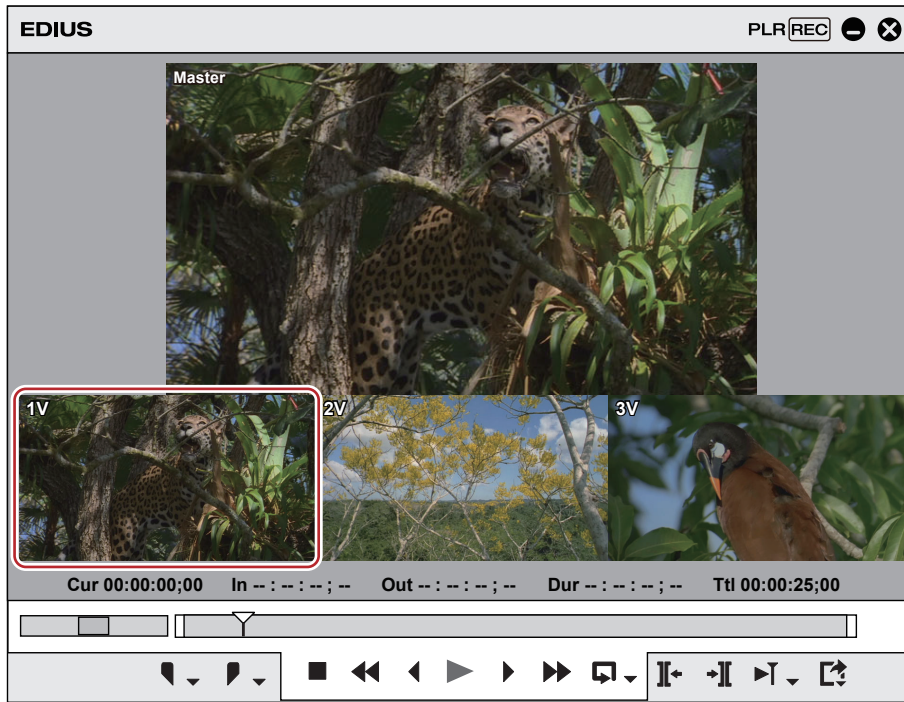 EDIUS PLR REC
Master
1V 2V 3V
Cur 00:00:00;00 In -- : -- : -- ; -- Out -- : -- : -- ; -- Dur -- : -- : -- ; -- Ttl 00:00:25;00